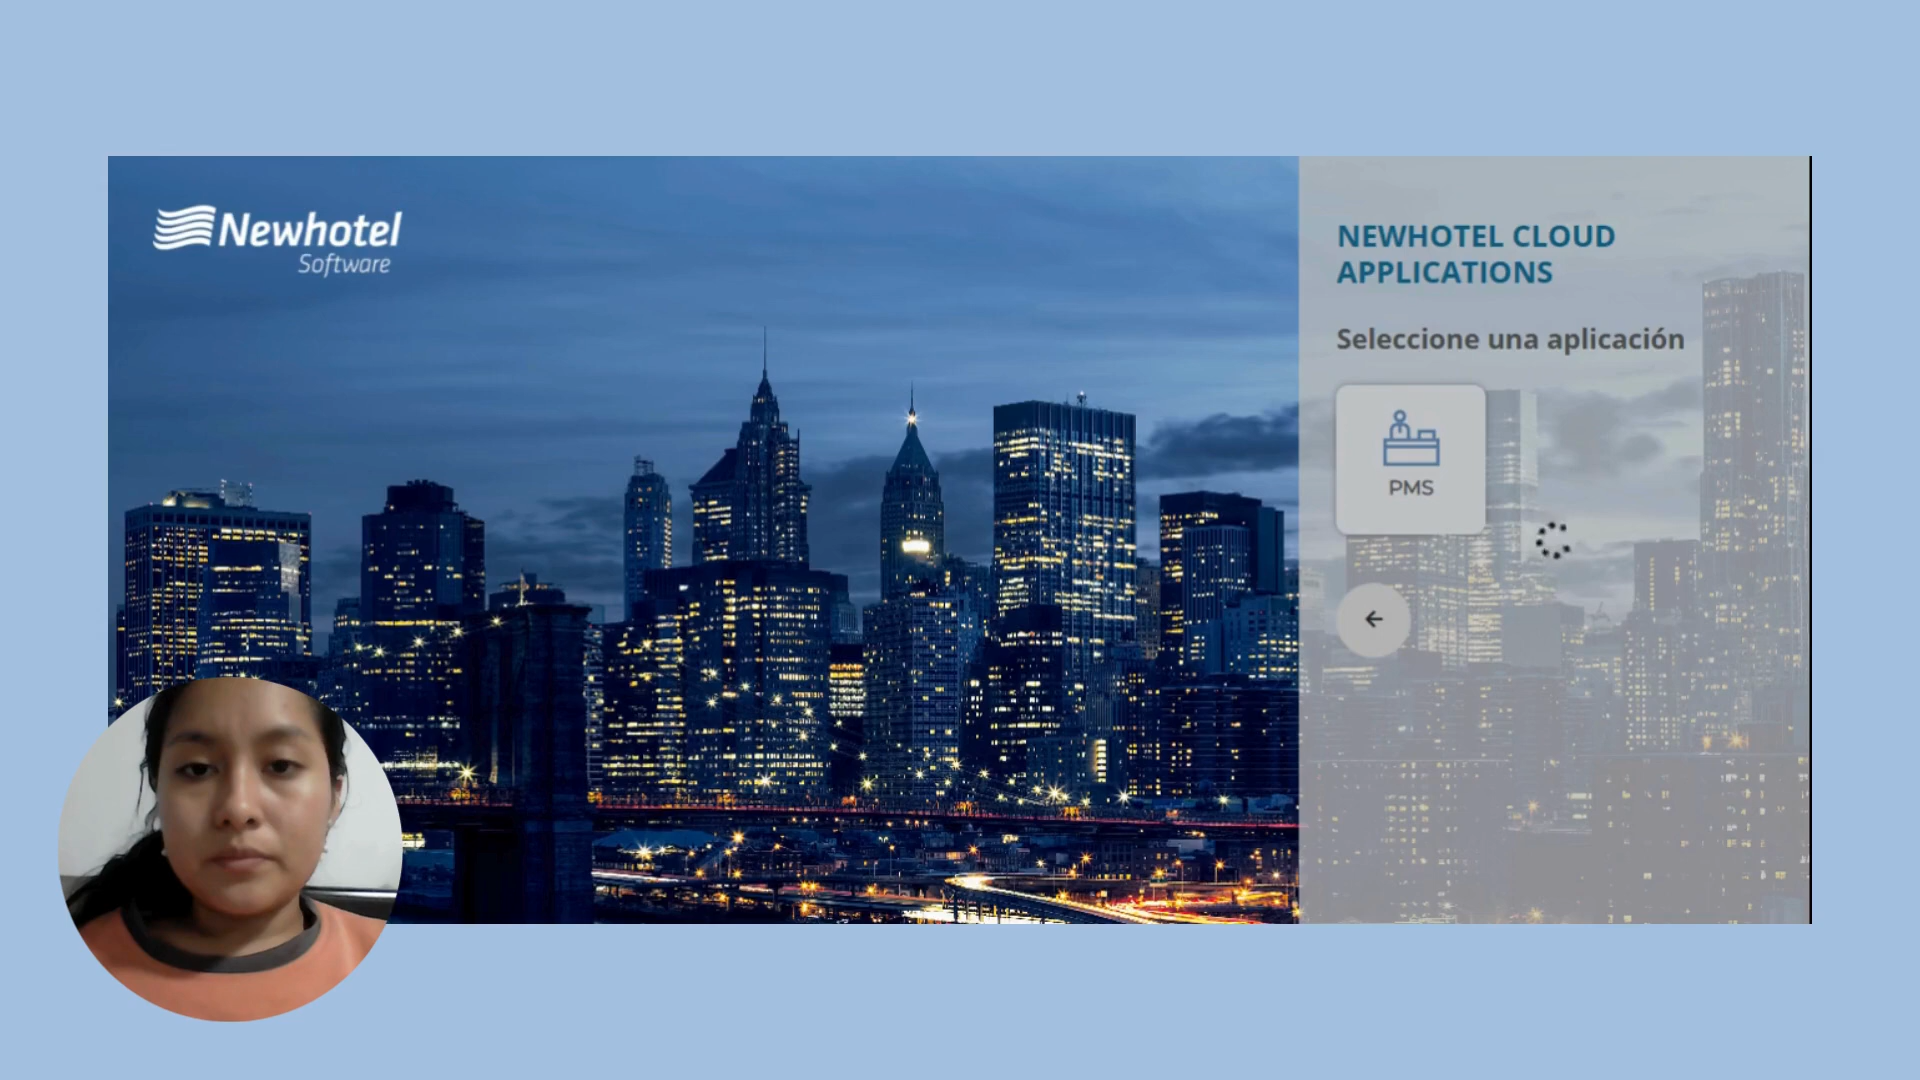 Newhotel
Software
NEWHOTEL CLOUD
APPLICATIONS
Seleccione una aplicación
PMS